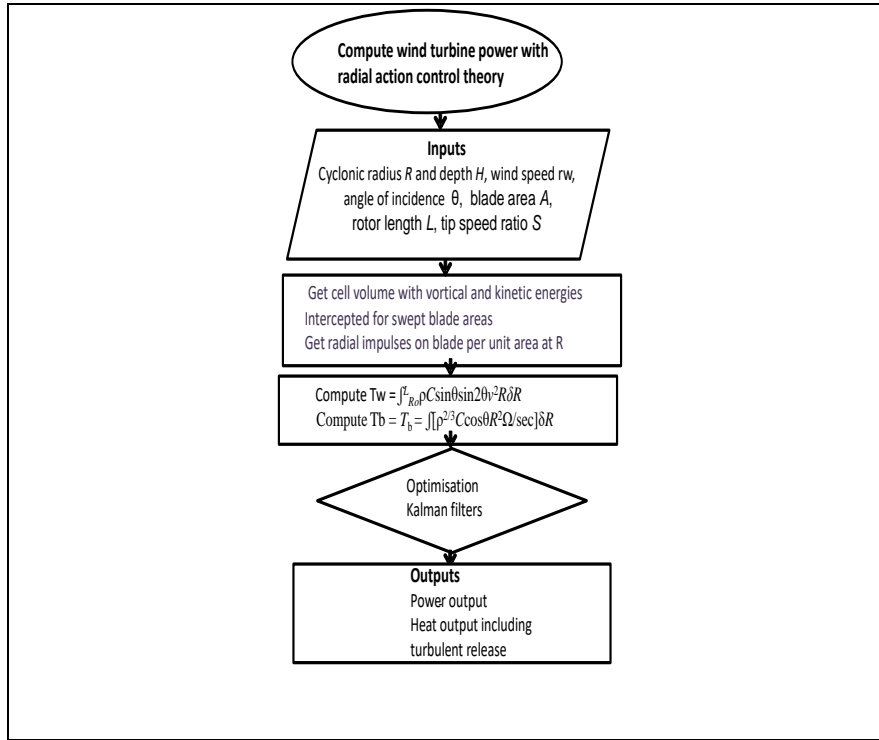 Compute wind turbine power with
radial action control theory
Inputs
Cyclonic radius R and depth H, wind speed rw,
angle of incidence θ, blade area A,
rotor length L, tip speed ratio S
Get cell volume with vortical and kinetic energies
Intercepted for swept blade areas
Get radial impulses on blade per unit area at R
Compute Tw = ∫ᴸRoρCsinθsin2θv²RδR
Compute Tb = Tb = ∫[ρ²/³CcosθR²Ω/sec]δR
Optimisation
Kalman filters
Outputs
Power output
Heat output including
turbulent release